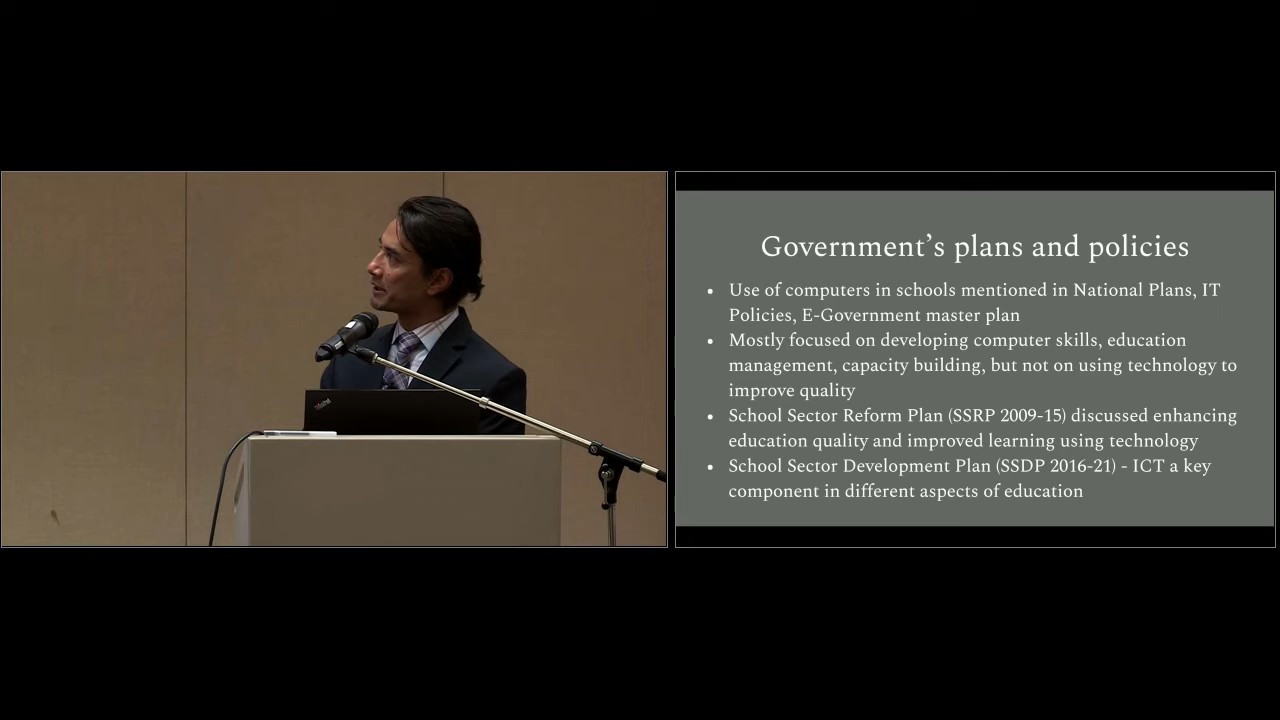 Government’s plans and policies
• Use of computers in schools mentioned in National Plans, IT
Policies, E-Government master plan
• Mostly focused on developing computer skills, education
management, capacity building, but not on using technology to
improve quality
• School Sector Reform Plan (SSRP 2009-15) discussed enhancing
education quality and improved learning using technology
• School Sector Development Plan (SSDP 2016-21) - ICT a key
component in different aspects of education